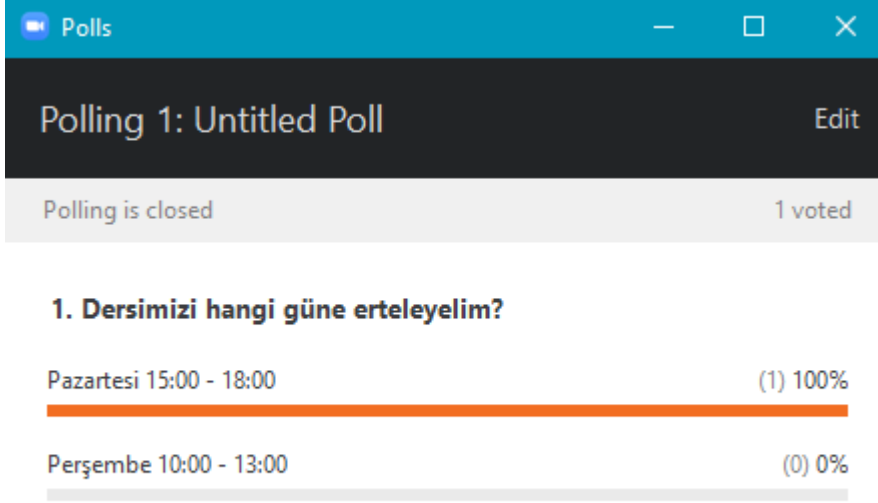 Polls
Polling 1: Untitled Poll Edit
Polling is closed 1 voted
1. Dersimizi hangi güne erteleyelim?
Pazartesi 15:00 - 18:00 (1) 100%
Perşembe 10:00 - 13:00 (0) 0%